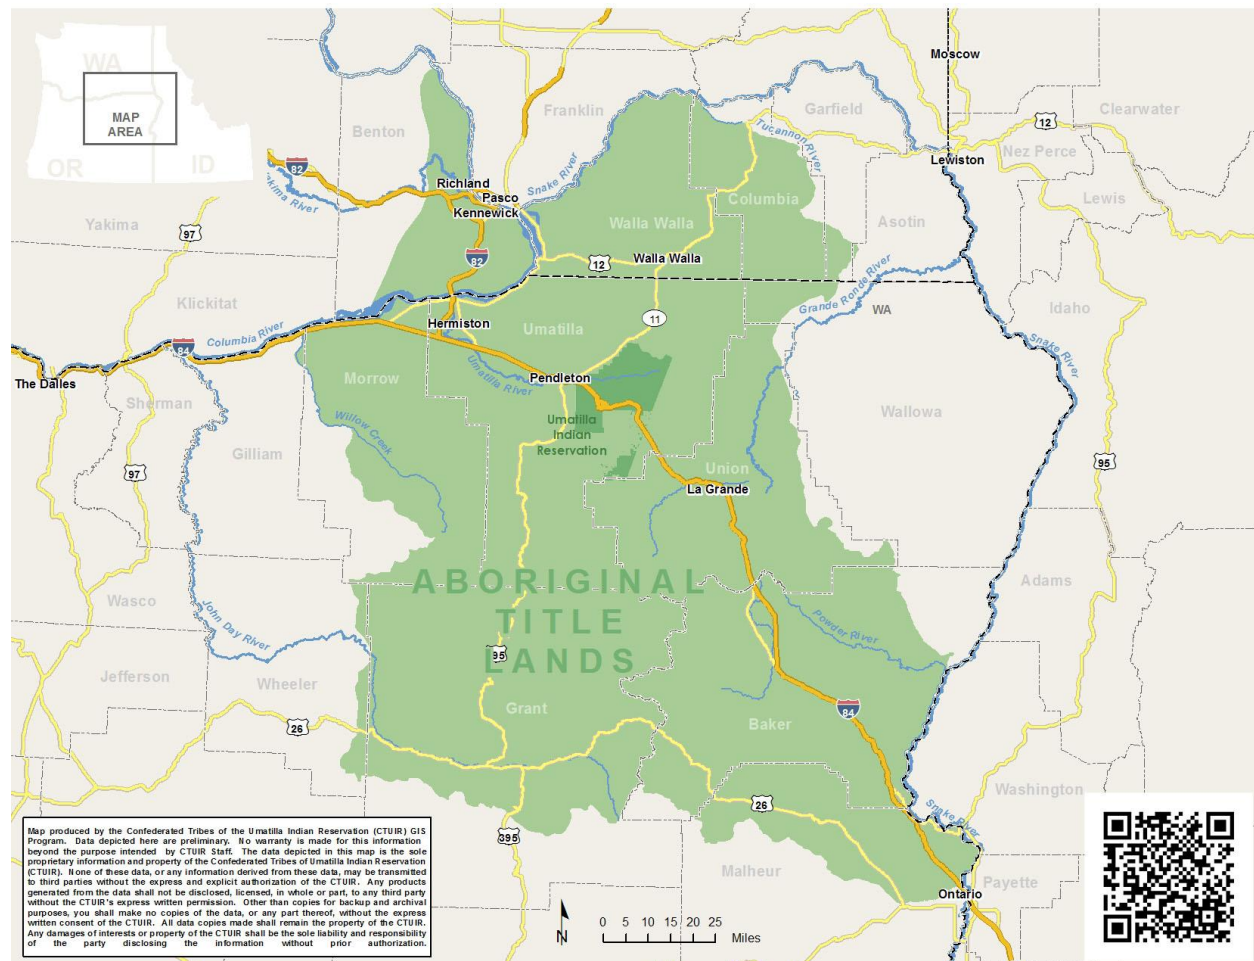 WA
MAP
AREA
OR
ID
Moscow
Franklin
Garfield
Clearwater
Benton
12
Tucannon River
Nez Perce
Lewiston
82
Snake River
Richland
Pasco
Kennewick
Yakima River
Columbia
Lewis
Walla Walla
Asotin
Yakima
97
82
12
Walla Walla
Grande Ronde River
Klickitat
WA
Idaho
11
Hermiston
Umatilla
Columbia River
84
Snake River
The Dalles
Morrow
Umatilla River
Pendleton
Sherman
Wallowa
Willow Creek
Umatilla
Indian
Reservation
Gilliam
97
Union
95
La Grande
ABORIGINAL
TITLE
LANDS
Adams
Wasco
John Day River
Powder River
95
Jefferson
Wheeler
Grant
84
Baker
26
Washington
26
Snake River
395
Malheur
Payette
Ontario
Map produced by the Confederated Tribes of the Umatilla Indian Reservation (CTUIR) GIS
Program. Data depicted here are preliminary. No warranty is made for this information
beyond the purpose intended by CTUIR Staff. The data depicted in this map is the sole
proprietary information and property of the Confederated Tribes of Umatilla Indian Reservation
(CTUIR). None of these data, or any information derived from these data, may be transmitted
to third parties without the express and explicit authorization of the CTUIR. Any products
generated from the data shall not be disclosed, licensed, in whole or part, to any third party
without the CTUIR's express written permission. Other than copies for backup and archival
purposes, you shall make no copies of the data, or any part thereof, without the express
written consent of the CTUIR. All data copies made shall remain the property of the CTUIR.
Any damages of interests or property of the CTUIR shall be the sole liability and responsibility
of the party disclosing the information without prior authorization.
N
0 5 10 15 20 25
Miles